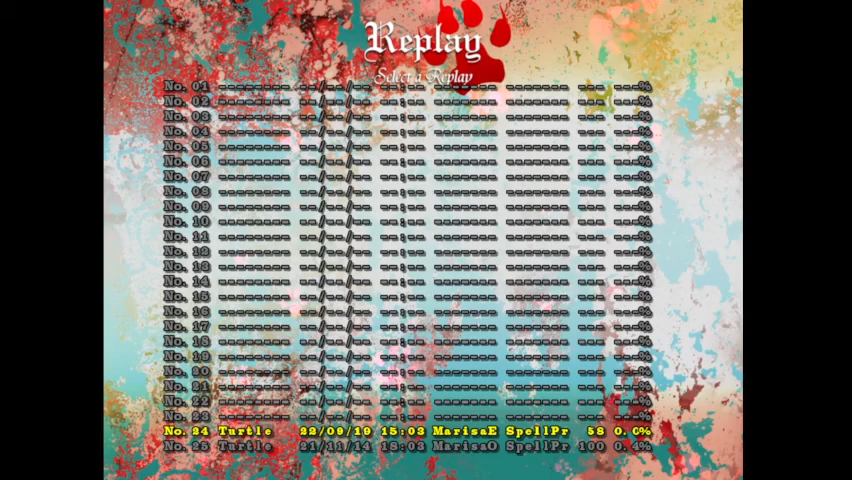 Replay
Select a Replay
No. 01 -------- --/--/-- --:-- ------- ------- --- ---%
No. 02 -------- --/--/-- --:-- ------- ------- --- ---%
No. 03 -------- --/--/-- --:-- ------- ------- --- ---%
No. 04 -------- --/--/-- --:-- ------- ------- --- ---%
No. 05 -------- --/--/-- --:-- ------- ------- --- ---%
No. 06 -------- --/--/-- --:-- ------- ------- --- ---%
No. 07 -------- --/--/-- --:-- ------- ------- --- ---%
No. 08 -------- --/--/-- --:-- ------- ------- --- ---%
No. 09 -------- --/--/-- --:-- ------- ------- --- ---%
No. 10 -------- --/--/-- --:-- ------- ------- --- ---%
No. 11 -------- --/--/-- --:-- ------- ------- --- ---%
No. 12 -------- --/--/-- --:-- ------- ------- --- ---%
No. 13 -------- --/--/-- --:-- ------- ------- --- ---%
No. 14 -------- --/--/-- --:-- ------- ------- --- ---%
No. 15 -------- --/--/-- --:-- ------- ------- --- ---%
No. 16 -------- --/--/-- --:-- ------- ------- --- ---%
No. 17 -------- --/--/-- --:-- ------- ------- --- ---%
No. 18 -------- --/--/-- --:-- ------- ------- --- ---%
No. 19 -------- --/--/-- --:-- ------- ------- --- ---%
No. 20 -------- --/--/-- --:-- ------- ------- --- ---%
No. 21 -------- --/--/-- --:-- ------- ------- --- ---%
No. 22 -------- --/--/-- --:-- ------- ------- --- ---%
No. 23 -------- --/--/-- --:-- ------- ------- --- ---%
No. 24 Turtle 22/09/19 15:03 MarisaE SpellPr 58 0.0%
No. 25 Turtle 21/11/14 18:03 MarisaO SpellPr 100 0.4%